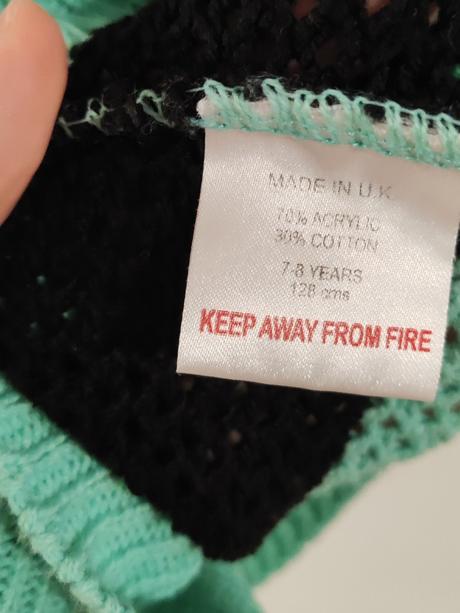 MADE IN U.K
70% ACRYLIC
30% COTTON
7-8 YEARS
128 cms
KEEP AWAY FROM FIRE